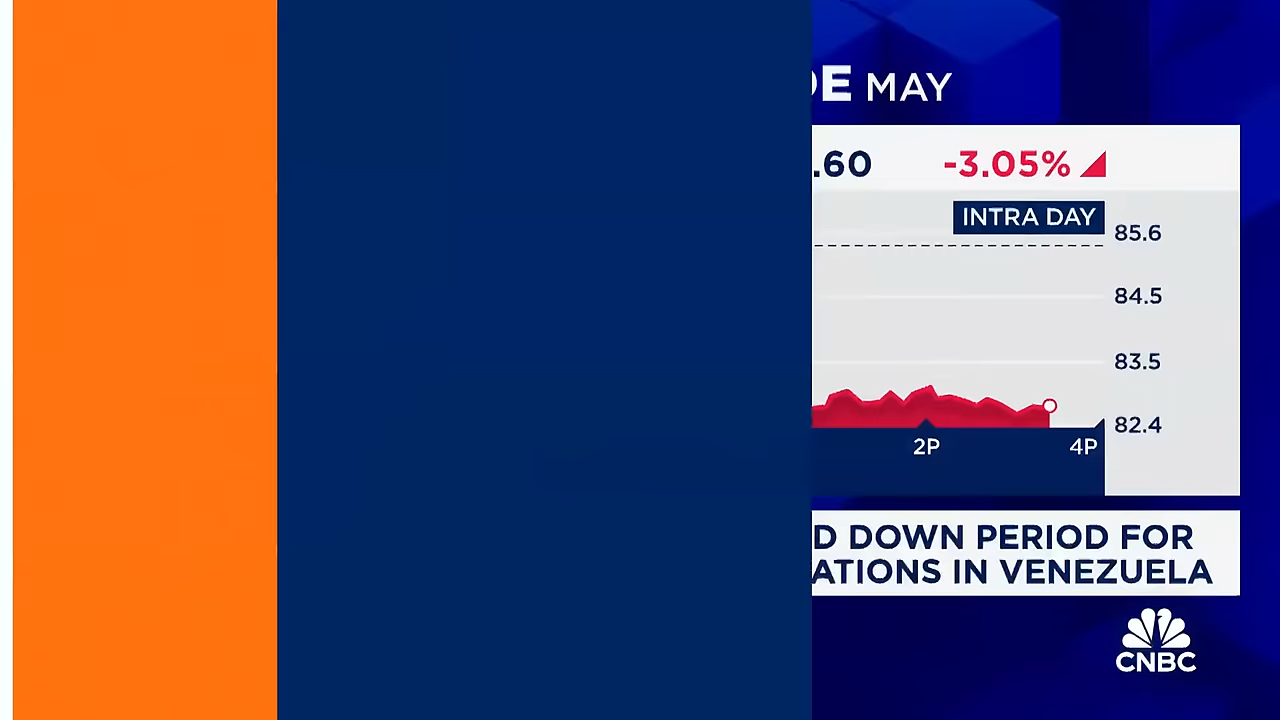 DE MAY
.60 -3.05%
INTRA DAY
85.6
84.5
83.5
82.4
2P 4P
D DOWN PERIOD FOR
ATIONS IN VENEZUELA
CNBC